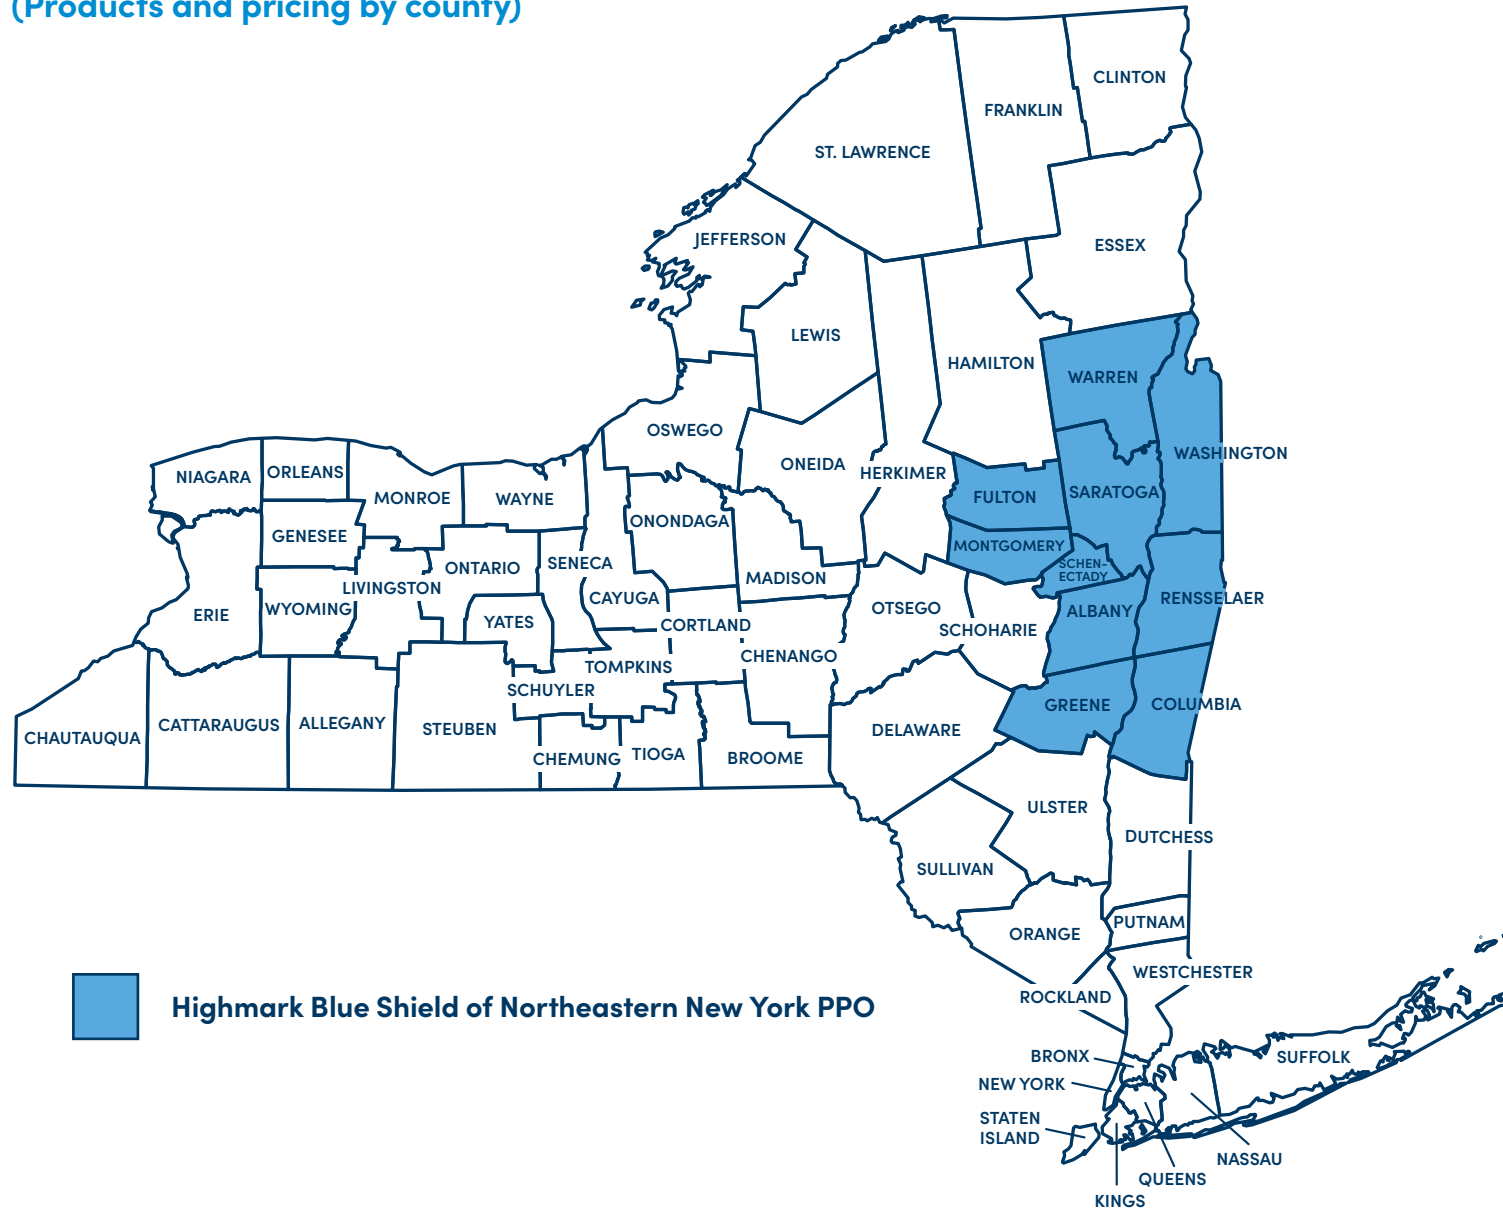 (Products and pricing by county)
CLINTON
FRANKLIN
ST. LAWRENCE
JEFFERSON
ESSEX
LEWIS
HAMILTON
WARREN
OSWEGO
WASHINGTON
ONEIDA
HERKIMER
NIAGARA
ORLEANS
MONROE
WAYNE
FULTON
SARATOGA
ONONDAGA
GENESEE
MONTGOMERY
SENECA
ONTARIO
SCHEN-
ECTADY
MADISON
LIVINGSTON
CAYUGA
RENSSELAER
ERIE
WYOMING
YATES
CORTLAND
OTSEGO
ALBANY
SCHOHARIE
CHENANGO
TOMPKINS
SCHUYLER
GREENE
COLUMBIA
CHAUTAUQUA
CATTARAUGUS
ALLEGANY
STEUBEN
DELAWARE
CHEMUNG
TIOGA
BROOME
ULSTER
DUTCHESS
SULLIVAN
PUTNAM
ORANGE
WESTCHESTER
ROCKLAND
Highmark Blue Shield of Northeastern New York PPO
BRONX
SUFFOLK
NEW YORK
STATEN
ISLAND
NASSAU
QUEENS
KINGS